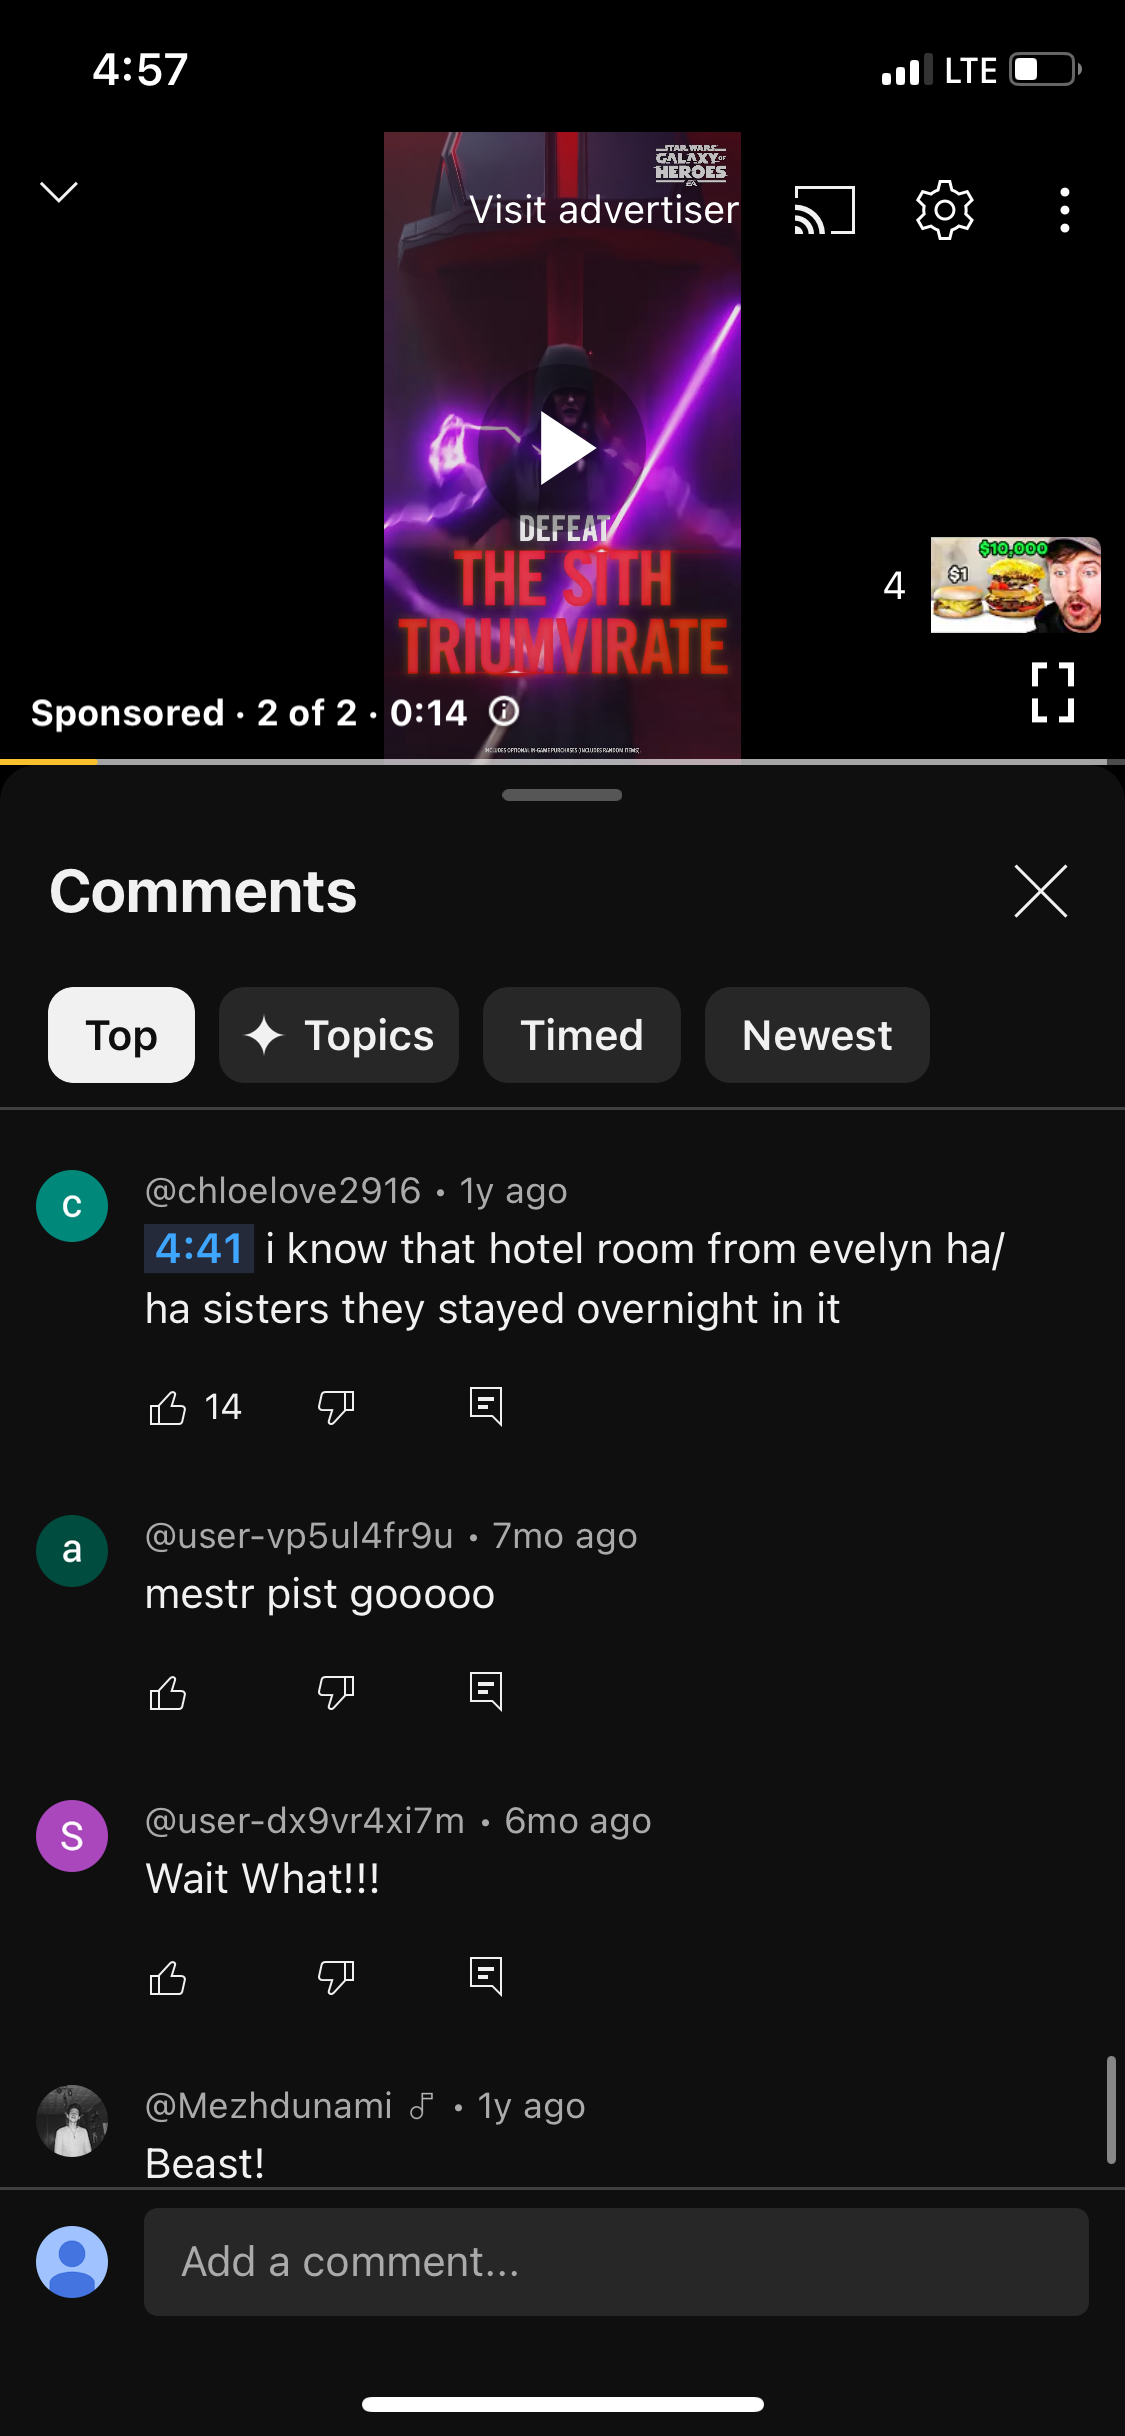 4:57
LTE
STAR WARS
GALAXY OF
HEROES
EA
Visit advertiser
DEFEAT
THE SITH
TRIUMVIRATE
$10,000
$1
4
Sponsored · 2 of 2 · 0:14
INCLUDES OPTIONAL IN-GAME PURCHASES (INCLUDES RANDOM ITEMS).
Comments
Top
Topics
Timed
Newest
c
@chloelove2916 · 1y ago
4:41 i know that hotel room from evelyn ha/
ha sisters they stayed overnight in it
14
a
@user-vp5ul4fr9u · 7mo ago
mestr pist gooooo
S
@user-dx9vr4xi7m · 6mo ago
Wait What!!!
@Mezhdunami · 1y ago
Beast!
Add a comment...